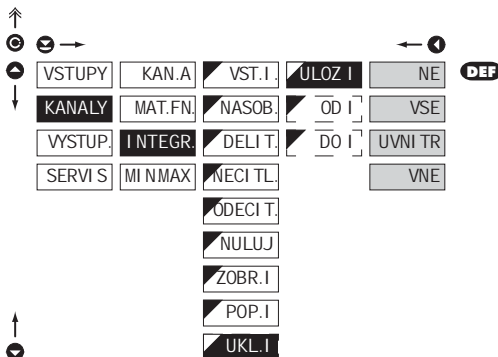 VSTUPY KAN.A VST.I. ULOZ I NE DEF
KANALY MAT.FN. NASOB. OD I VSE
VYSTUP. INTEGR. DELIT. DO I UVNITR
SERVIS MINMAX NECITL. VNE
ODECIT.
NULUJ
ZOBR.I
POP.I
UKL.I